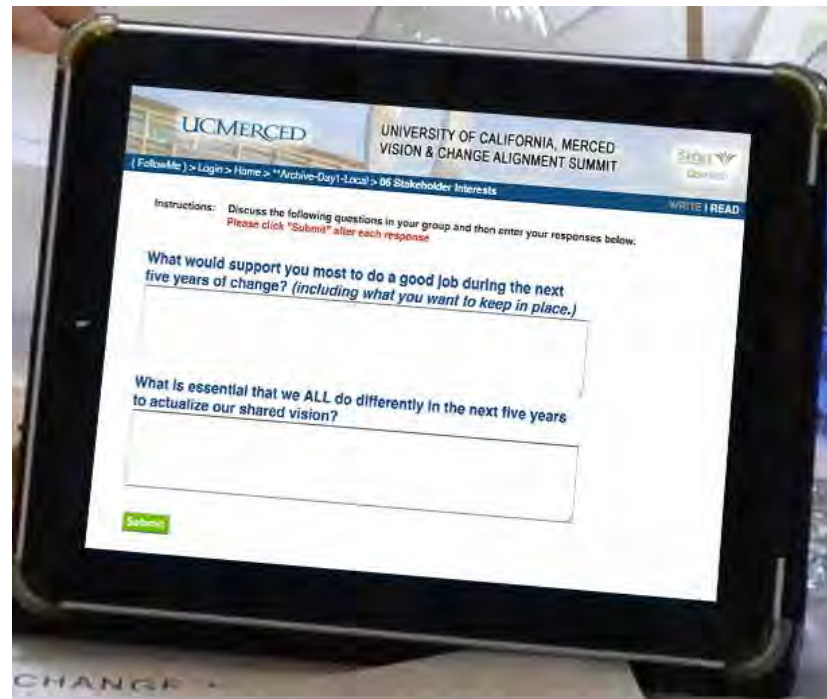 UCMERCED
UNIVERSITY OF CALIFORNIA, MERCED
VISION & CHANGE ALIGNMENT SUMMIT
( FollowMe ) > Login > Home > **Archive-Day1-Local > 06 Stakeholder Interests
WRITE | READ
Instructions: Discuss the following questions in your group and then enter your responses below.
Please click "Submit" after each response
What would support you most to do a good job during the next
five years of change? (including what you want to keep in place.)
What is essential that we ALL do differently in the next five years
to actualize our shared vision?
Submit
CHANGE